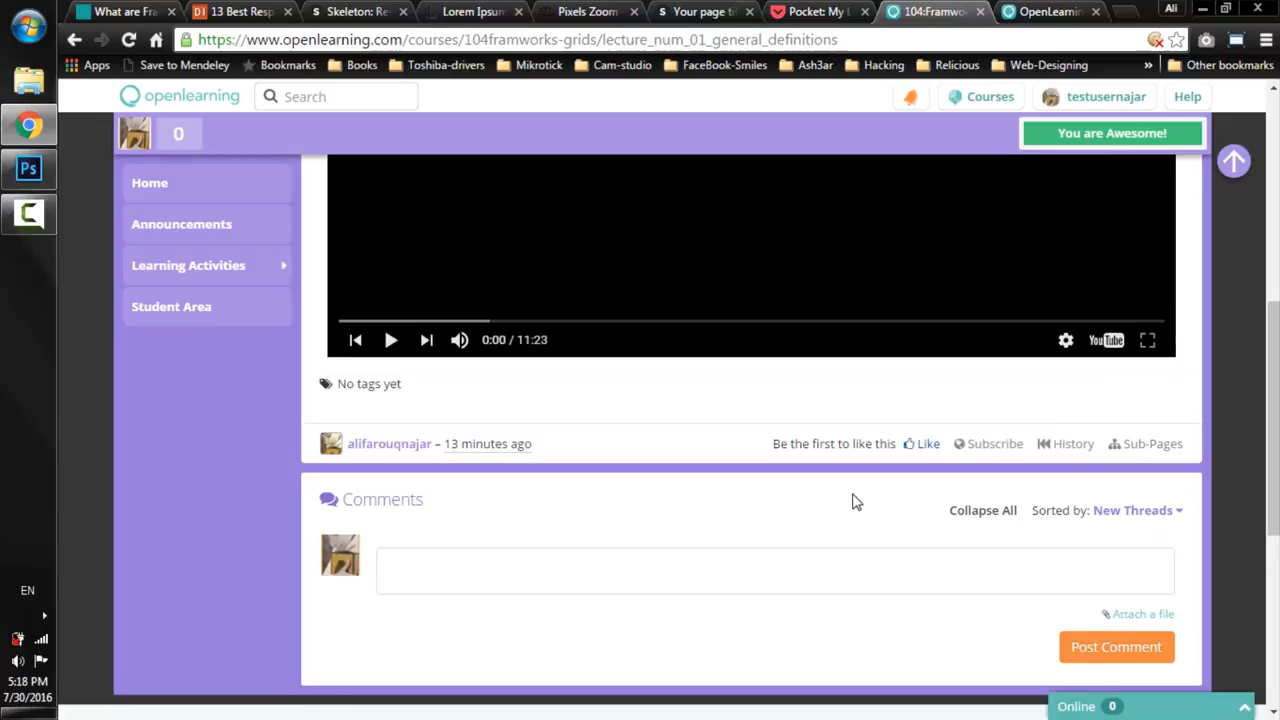 What are Fra
13 Best Resp
Skeleton: Re
Lorem Ipsu
Pixels Zoom
Your page
Pocket: My L
104:Framwo
OpenLearnin
Ali
https://www.openlearning.com/courses/104framworks-grids/lecture_num_01_general_definitions
Apps
Save to Mendeley
Bookmarks
Books
Toshiba-drivers
Mikrotick
Cam-studio
FaceBook-Smiles
Ash3ar
Hacking
Relicious
Web-Designing
»
Other bookmarks
openlearning
Search
Courses
testusernajar
Help
0
You are Awesome!
Home
Announcements
Learning Activities
Student Area
0:00 / 11:23
YouTube
No tags yet
alifarouqnajar – 13 minutes ago
Be the first to like this Like Subscribe History Sub-Pages
Comments
Collapse All Sorted by: New Threads
Attach a file
Post Comment
Online 0
Ps
EN
5:18 PM
7/30/2016